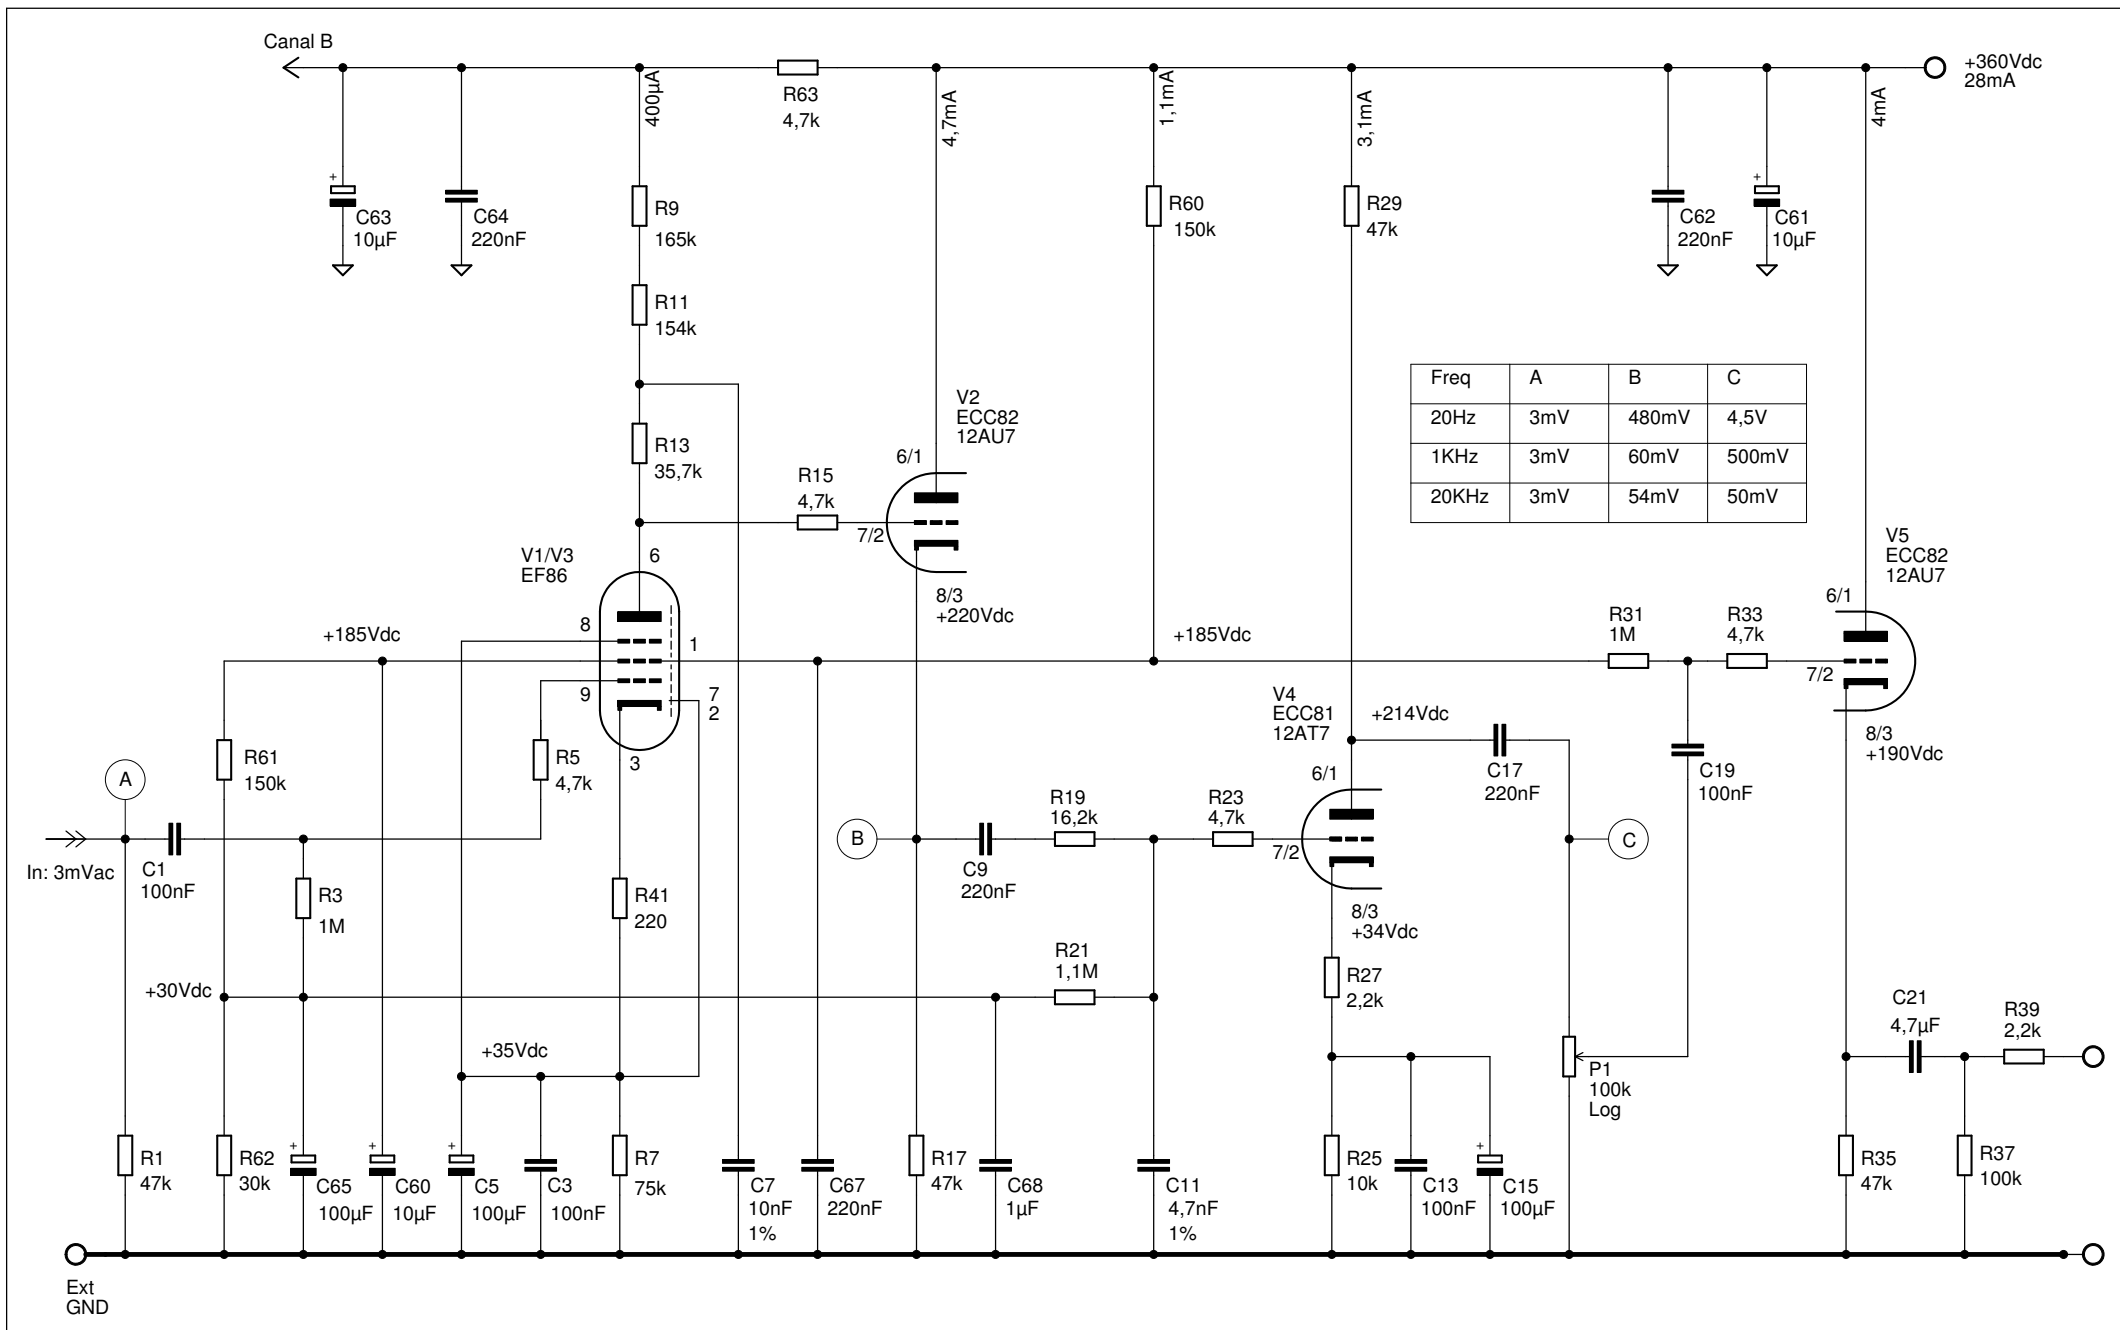 Canal B
+360Vdc
28mA
400µA
R63
4,7k
4,7mA
1,1mA
3,1mA
4mA
+
C63
10µF
C64
220nF
R9
165k
R60
150k
R29
47k
C62
220nF
+
C61
10µF
R11
154k
Freq A B C
20Hz 3mV 480mV 4,5V
1KHz 3mV 60mV 500mV
20KHz 3mV 54mV 50mV
V2
ECC82
12AU7
R13
35,7k
6/1
R15
4,7k
7/2
V1/V3
EF86
6
8/3
+220Vdc
V5
ECC82
12AU7
6/1
8
1
+185Vdc
+185Vdc
R31
1M
R33
4,7k
7/2
9
7
2
3
V4
ECC81
12AT7
+214Vdc
8/3
+190Vdc
A
R61
150k
R5
4,7k
6/1
C17
220nF
C19
100nF
In: 3mVac
C1
100nF
B
C9
220nF
R19
16,2k
R23
4,7k
7/2
C
R3
1M
R41
220
8/3
+34Vdc
R21
1,1M
+30Vdc
R27
2,2k
C21
4,7µF
R39
2,2k
+35Vdc
P1
100k
Log
R1
47k
R62
30k
+
C65
100µF
+
C60
10µF
+
C5
100µF
C3
100nF
R7
75k
C7
10nF
1%
C67
220nF
R17
47k
C68
1µF
C11
4,7nF
1%
R25
10k
C13
100nF
+
C15
100µF
R35
47k
R37
100k
Ext
GND